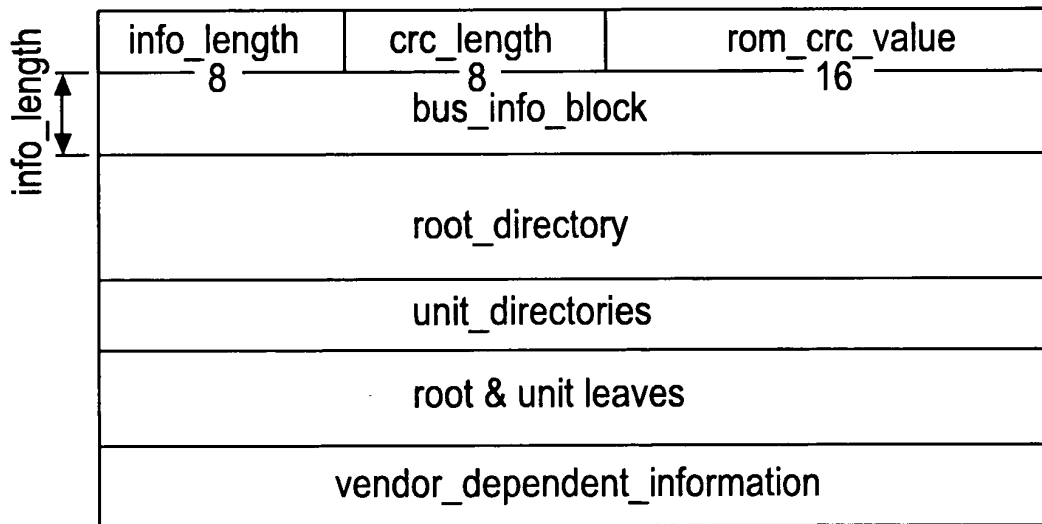 info_length crc_length rom_crc_value
8 8 16
info_length
bus_info_block
root_directory
unit_directories
root & unit leaves
vendor_dependent_information